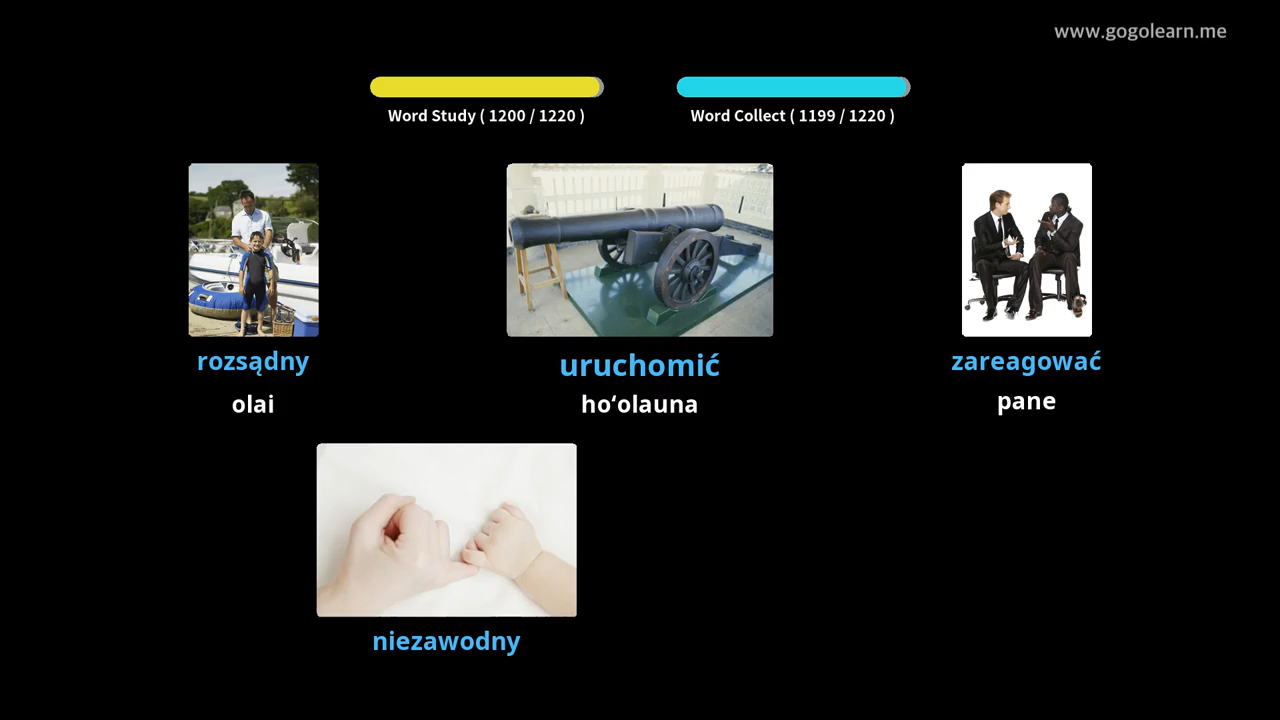 www.gogolearn.me
Word Study ( 1200 / 1220 )
Word Collect ( 1199 / 1220 )
rozsądny
uruchomić
zareagować
olai
hoʻolauna
pane
niezawodny